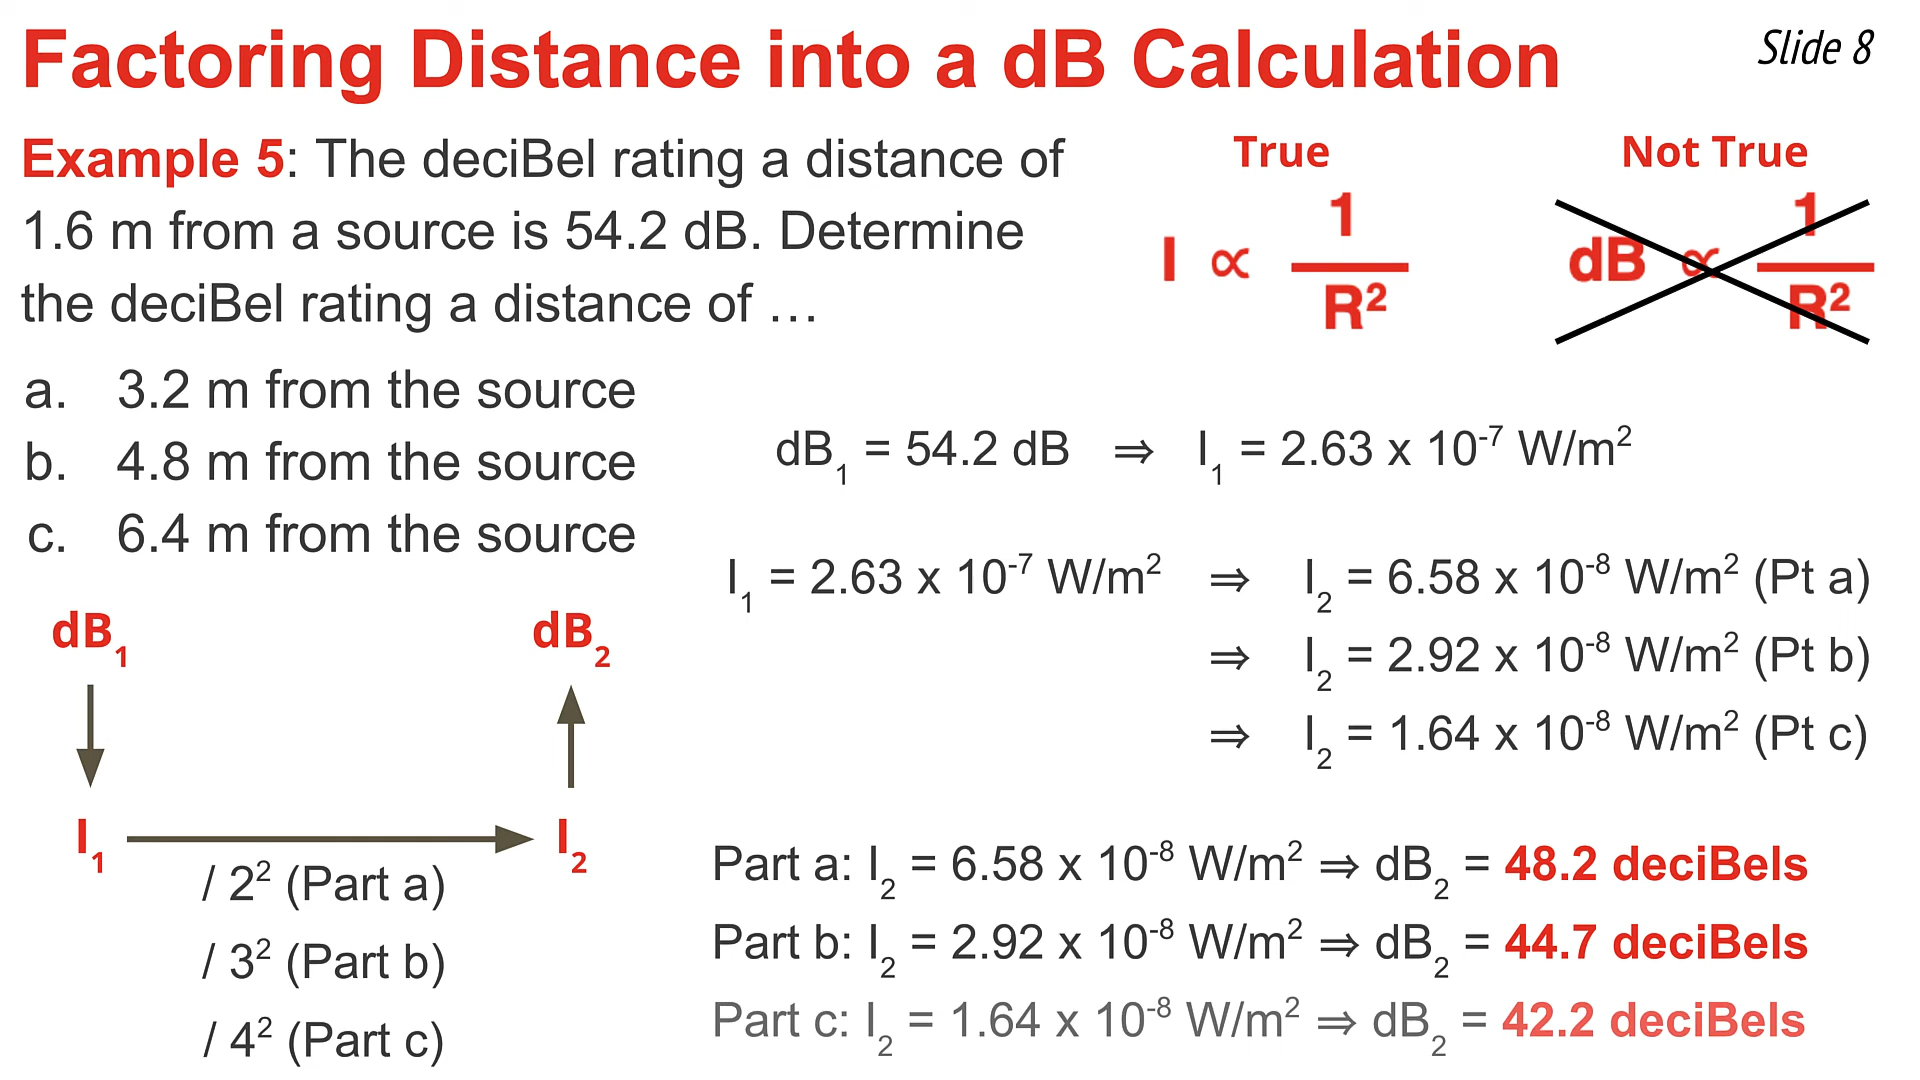 Factoring Distance into a dB Calculation
Slide 8
Example 5: The deciBel rating a distance of
1.6 m from a source is 54.2 dB. Determine
the deciBel rating a distance of …
a. 3.2 m from the source
b. 4.8 m from the source
c. 6.4 m from the source
True
I ∝ 1/R²
Not True
dB ∝ 1/R²
dB₁ = 54.2 dB ⇒ I₁ = 2.63 x 10⁻⁷ W/m²
I₁ = 2.63 x 10⁻⁷ W/m² ⇒ I₂ = 6.58 x 10⁻⁸ W/m² (Pt a)
⇒ I₂ = 2.92 x 10⁻⁸ W/m² (Pt b)
⇒ I₂ = 1.64 x 10⁻⁸ W/m² (Pt c)
dB₁
dB₂
I₁
I₂
/ 2² (Part a)
/ 3² (Part b)
/ 4² (Part c)
Part a: I₂ = 6.58 x 10⁻⁸ W/m² ⇒ dB₂ = 48.2 deciBels
Part b: I₂ = 2.92 x 10⁻⁸ W/m² ⇒ dB₂ = 44.7 deciBels
Part c: I₂ = 1.64 x 10⁻⁸ W/m² ⇒ dB₂ = 42.2 deciBels